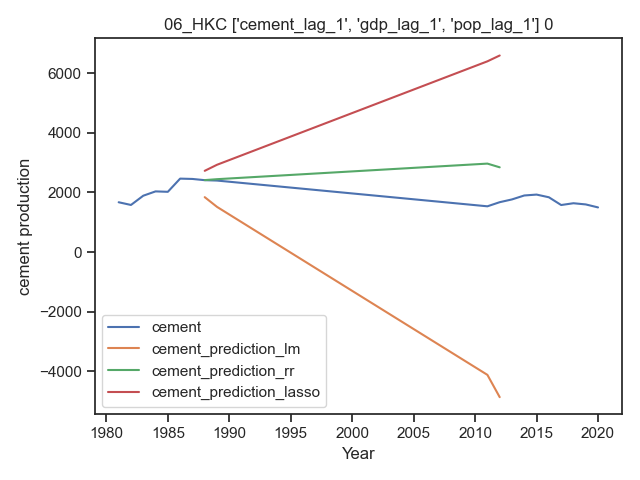 06_HKC ['cement_lag_1', 'gdp_lag_1', 'pop_lag_1'] 0
cement production
6000
4000
2000
0
−2000
−4000
cement
cement_prediction_lm
cement_prediction_rr
cement_prediction_lasso
1980 1985 1990 1995 2000 2005 2010 2015 2020
Year